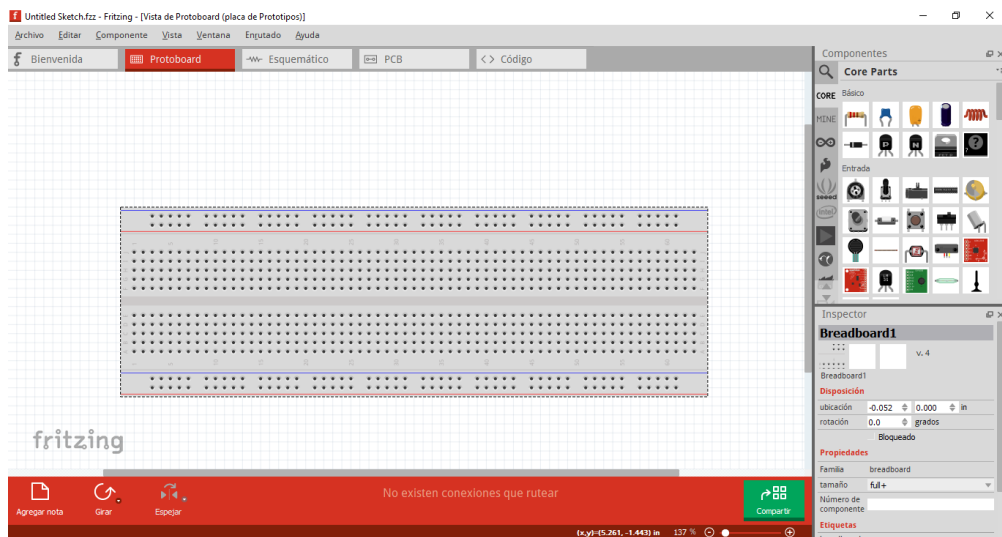 Untitled Sketch.fzz - Fritzing - [Vista de Protoboard (placa de Prototipos)]
Archivo Editar Componente Vista Ventana Enrutado Ayuda
Bienvenida Protoboard Esquemático PCB Código
Componentes
Core Parts
CORE Básico
MINE
Entrada
seeed
intel
Inspector
Breadboard1
v. 4
Breadboard1
Disposición
ubicación -0.052 0.000 in
rotación 0.0 grados
Bloqueado
Propiedades
Familia breadboard
tamaño full+
Número de
componente
Etiquetas
fritzing
No existen conexiones que rutear
Agregar nota Girar Espejar Compartir
(x,y)=(5.261, -1.443) in 137 %